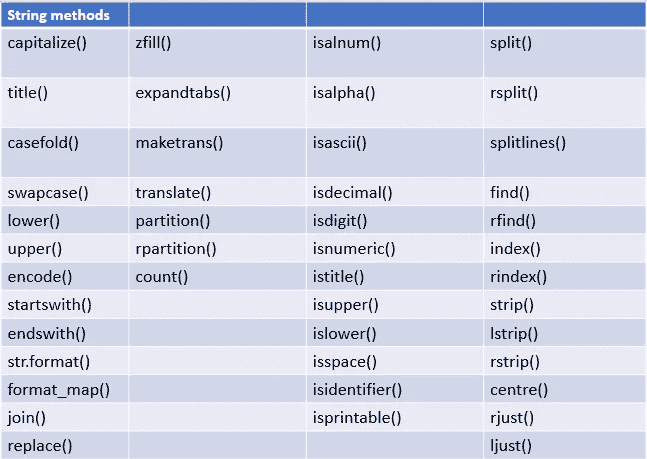 String methods
capitalize() zfill() isalnum() split()
title() expandtabs() isalpha() rsplit()
casefold() maketrans() isascii() splitlines()
swapcase() translate() isdecimal() find()
lower() partition() isdigit() rfind()
upper() rpartition() isnumeric() index()
encode() count() istitle() rindex()
startswith() isupper() strip()
endswith() islower() lstrip()
str.format() isspace() rstrip()
format_map() isidentifier() centre()
join() isprintable() rjust()
replace() ljust()